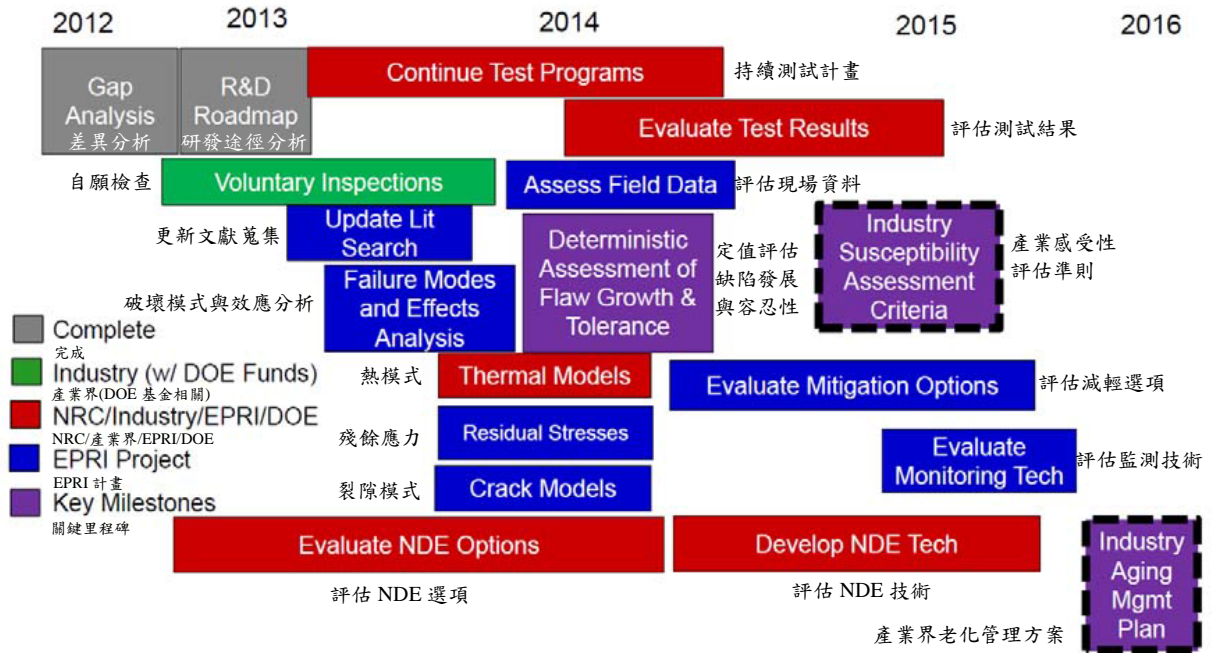 2012
2013
2014
2015
2016
Gap
Analysis
差異分析
R&D
Roadmap
研發途徑分析
Continue Test Programs
持續測試計畫
Evaluate Test Results
評估測試結果
自願檢查
Voluntary Inspections
Assess Field Data
評估現場資料
更新文獻蒐集
Update Lit
Search
Deterministic
Assessment of
Flaw Growth &
Tolerance
定值評估
缺陷發展
與容忍性
Industry
Susceptibility
Assessment
Criteria
產業感受性
評估準則
破壞模式與效應分析
Failure Modes
and Effects
Analysis
Complete
完成
Industry (w/ DOE Funds)
產業界(DOE 基金相關)
NRC/Industry/EPRI/DOE
NRC/產業界/EPRI/DOE
EPRI Project
EPRI 計畫
Key Milestones
關鍵里程碑
熱模式
Thermal Models
Evaluate Mitigation Options
評估減輕選項
殘餘應力
Residual Stresses
Evaluate
Monitoring Tech
評估監測技術
裂隙模式
Crack Models
Evaluate NDE Options
評估 NDE 選項
Develop NDE Tech
評估 NDE 技術
Industry
Aging
Mgmt
Plan
產業界老化管理方案